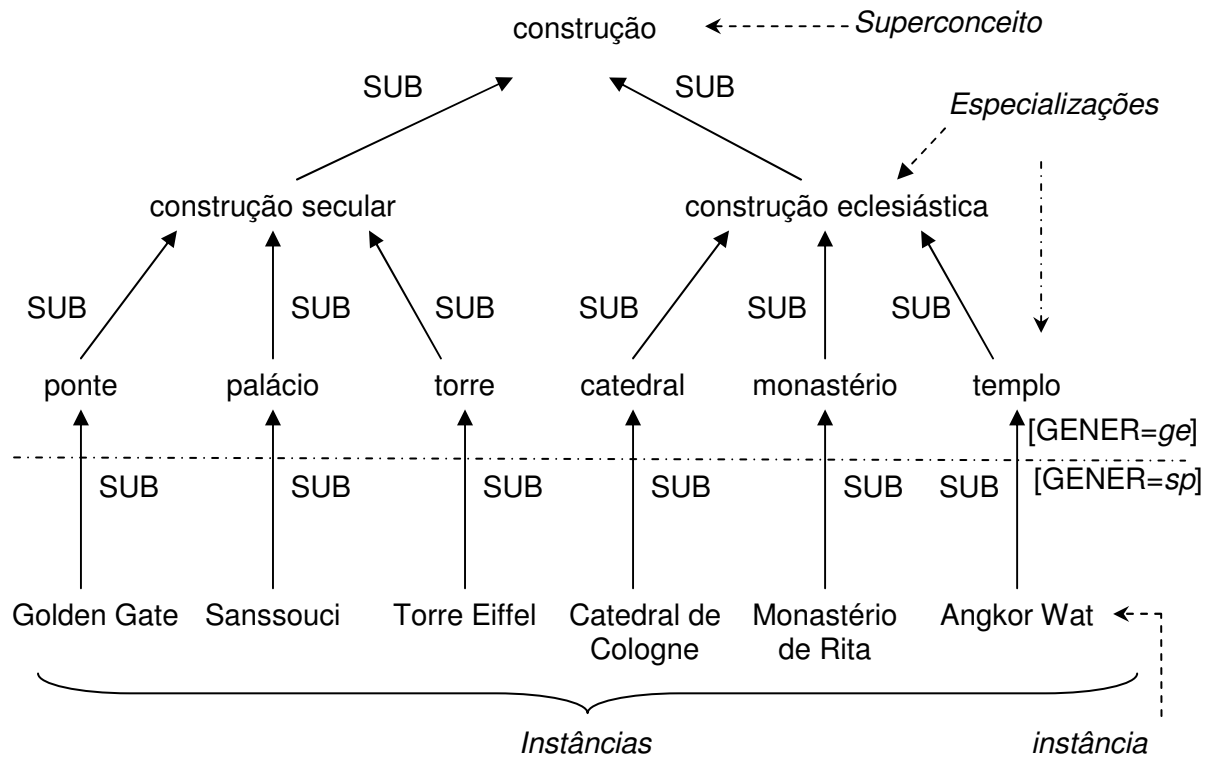 construção
Superconceito
SUB
SUB
Especializações
construção secular
construção eclesiástica
SUB
SUB
SUB
SUB
SUB
SUB
ponte
palácio
torre
catedral
monastério
templo
[GENER=ge]
SUB
SUB
SUB
SUB
SUB
SUB
[GENER=sp]
Golden Gate
Sanssouci
Torre Eiffel
Catedral de
Cologne
Monastério
de Rita
Angkor Wat
Instâncias
instância